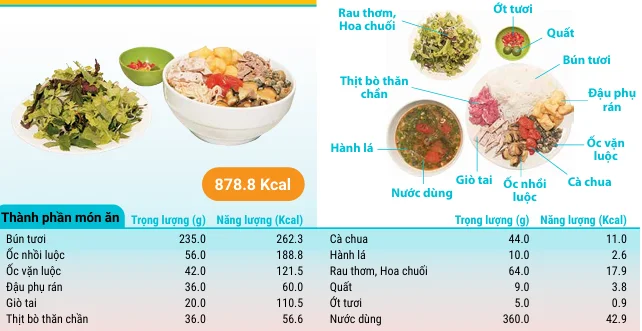 878.8 Kcal
Rau thơm,
Hoa chuối
Ớt tươi
Quất
Bún tươi
Thịt bò thăn
chần
Đậu phụ
rán
Hành lá
Ốc vặn
luộc
Giò tai
Cà chua
Nước dùng
Ốc nhồi
luộc
Thành phần món ăn Trọng lượng (g) Năng lượng (Kcal)
Bún tươi 235.0 262.3
Ốc nhồi luộc 56.0 188.8
Ốc vặn luộc 42.0 121.5
Đậu phụ rán 36.0 60.0
Giò tai 20.0 110.5
Thịt bò thăn chần 36.0 56.6
Trọng lượng (g) Năng lượng (Kcal)
Cà chua 44.0 11.0
Hành lá 10.0 2.6
Rau thơm, Hoa chuối 64.0 17.9
Quất 9.0 3.8
Ớt tươi 5.0 0.9
Nước dùng 360.0 42.9